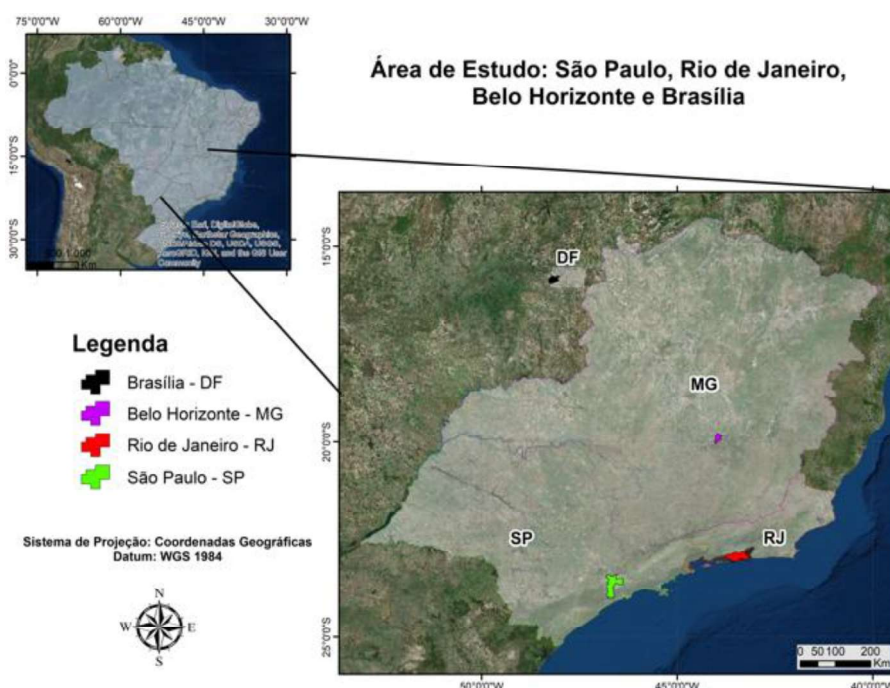 75°0'0"W 60°0'0"W 45°0'0"W 30°0'0"W
0°0'0"
15°0'0"S
30°0'0"S
Community
Km
Área de Estudo: São Paulo, Rio de Janeiro,
Belo Horizonte e Brasília
15°0'0"S
20°0'0"S
25°0'0"S
DF
MG
SP
RJ
0 50 100 200
Km
50°0'0"W 45°0'0"W 40°0'0"W
Legenda
Brasília - DF
Belo Horizonte - MG
Rio de Janeiro - RJ
São Paulo - SP
Sistema de Projeção: Coordenadas Geográficas
Datum: WGS 1984
N
W E
S